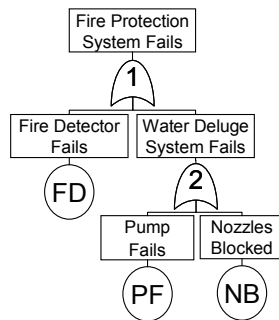 Fire Protection
System Fails
1
Fire Detector
Fails
Water Deluge
System Fails
FD
2
Pump
Fails
Nozzles
Blocked
PF
NB